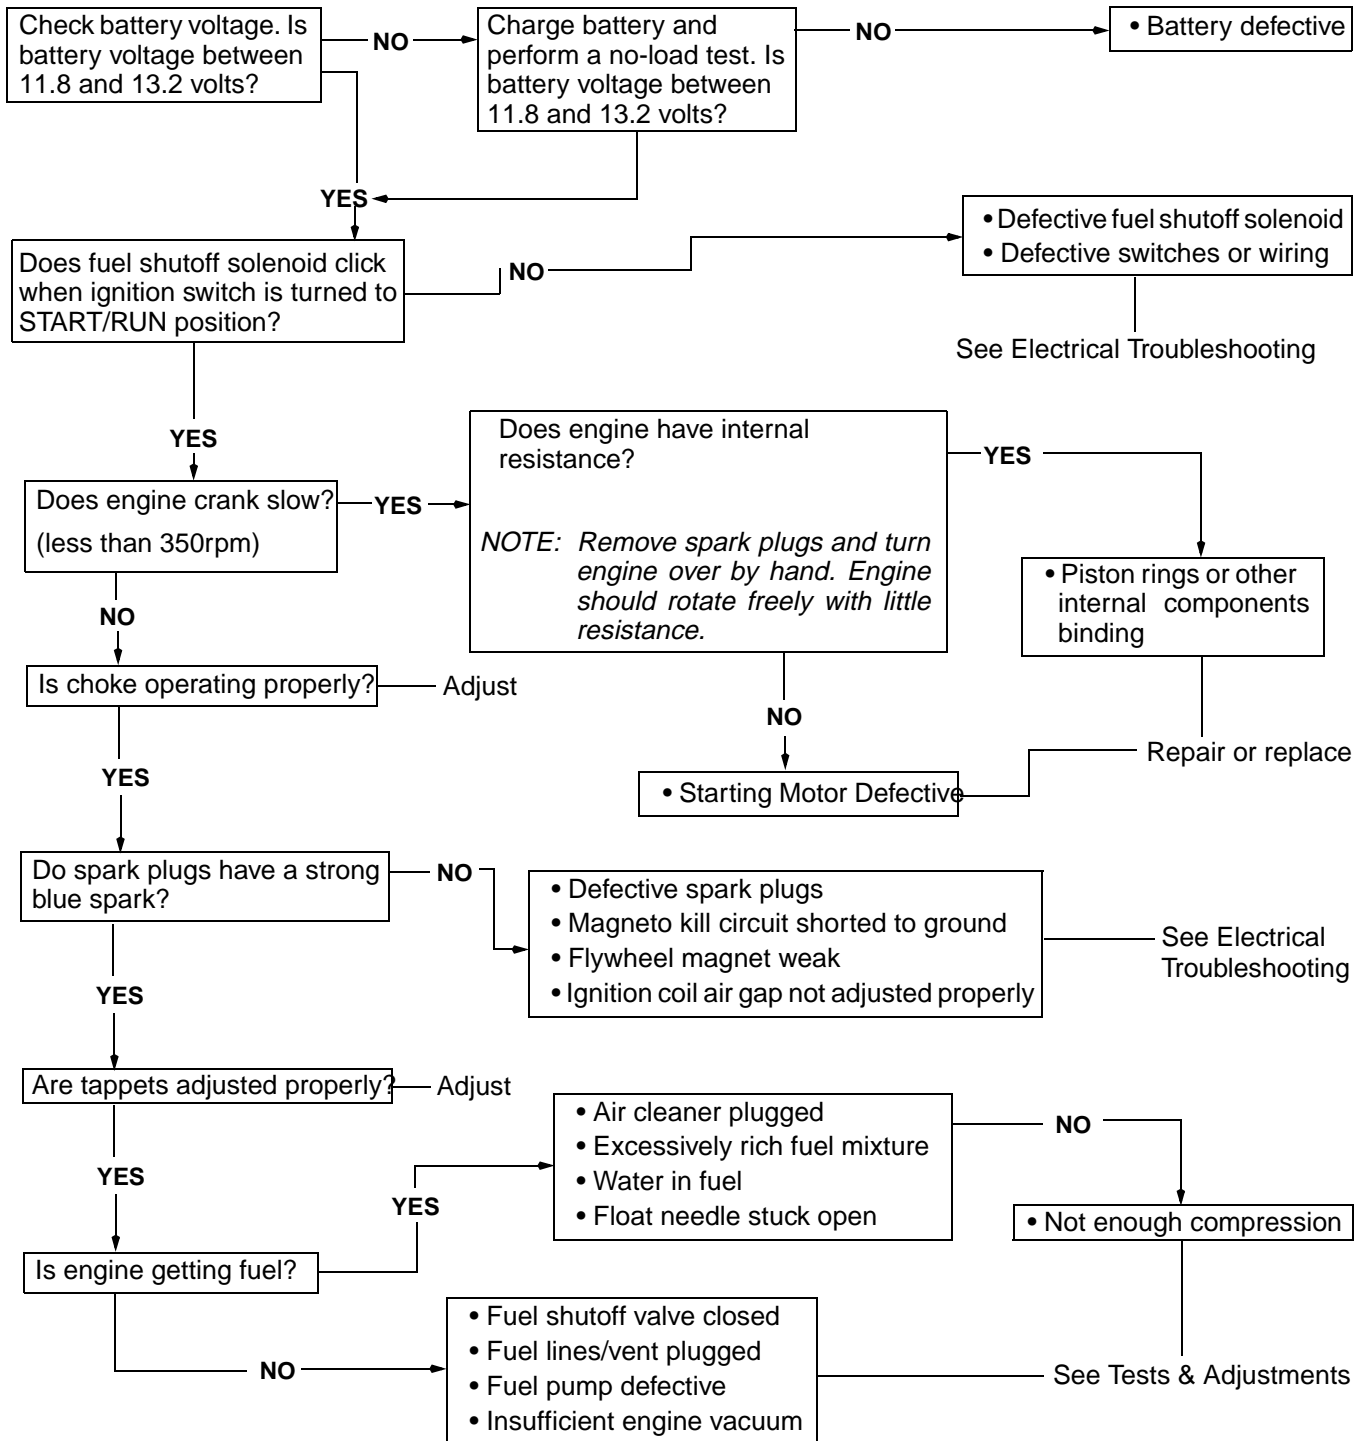 Check battery voltage. Is
battery voltage between
11.8 and 13.2 volts?
NO
Charge battery and
perform a no-load test. Is
battery voltage between
11.8 and 13.2 volts?
NO
• Battery defective
YES
Does fuel shutoff solenoid click
when ignition switch is turned to
START/RUN position?
NO
• Defective fuel shutoff solenoid
• Defective switches or wiring
See Electrical Troubleshooting
YES
Does engine crank slow?
(less than 350rpm)
YES
Does engine have internal
resistance?
NOTE: Remove spark plugs and turn
engine over by hand. Engine
should rotate freely with little
resistance.
YES
• Piston rings or other
internal components
binding
NO
Is choke operating properly?
Adjust
NO
Repair or replace
• Starting Motor Defective
YES
Do spark plugs have a strong
blue spark?
NO
• Defective spark plugs
• Magneto kill circuit shorted to ground
• Flywheel magnet weak
• Ignition coil air gap not adjusted properly
See Electrical
Troubleshooting
YES
Are tappets adjusted properly?
Adjust
YES
Is engine getting fuel?
YES
• Air cleaner plugged
• Excessively rich fuel mixture
• Water in fuel
• Float needle stuck open
NO
• Not enough compression
NO
• Fuel shutoff valve closed
• Fuel lines/vent plugged
• Fuel pump defective
• Insufficient engine vacuum
See Tests & Adjustments